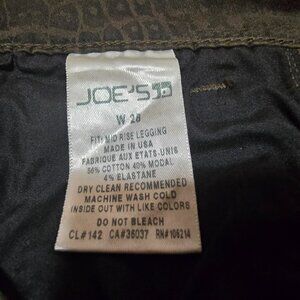 JOE'S
W 26
FIT: MID RISE LEGGING
MADE IN USA
FABRIQUE AUX ETATS-UNIS
56% COTTON 40% MODAL
4% ELASTANE
DRY CLEAN RECOMMENDED
MACHINE WASH COLD
INSIDE OUT WITH LIKE COLORS
DO NOT BLEACH
CL#142 CA#36037 RN#106214